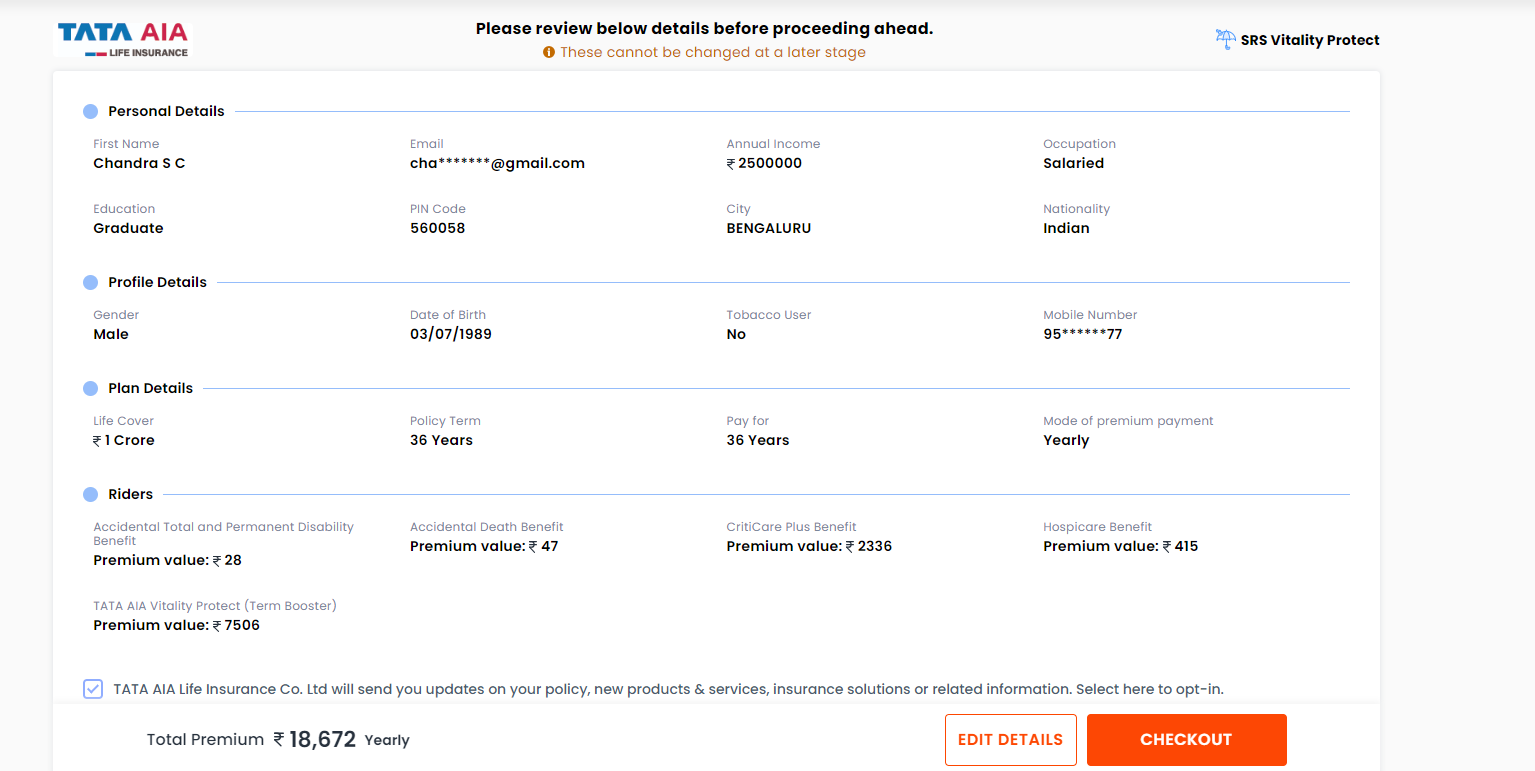 TATA AIA
LIFE INSURANCE
Please review below details before proceeding ahead.
These cannot be changed at a later stage
SRS Vitality Protect
Personal Details
First Name Email Annual Income Occupation
Chandra S C cha*******@gmail.com ₹ 2500000 Salaried
Education PIN Code City Nationality
Graduate 560058 BENGALURU Indian
Profile Details
Gender Date of Birth Tobacco User Mobile Number
Male 03/07/1989 No 95******77
Plan Details
Life Cover Policy Term Pay for Mode of premium payment
₹ 1 Crore 36 Years 36 Years Yearly
Riders
Accidental Total and Permanent Disability
Benefit
Premium value: ₹ 28
Accidental Death Benefit
Premium value: ₹ 47
CritiCare Plus Benefit
Premium value: ₹ 2336
Hospicare Benefit
Premium value: ₹ 415
TATA AIA Vitality Protect (Term Booster)
Premium value: ₹ 7506
TATA AIA Life Insurance Co. Ltd will send you updates on your policy, new products & services, insurance solutions or related information. Select here to opt-in.
Total Premium ₹ 18,672 Yearly
EDIT DETAILS
CHECKOUT